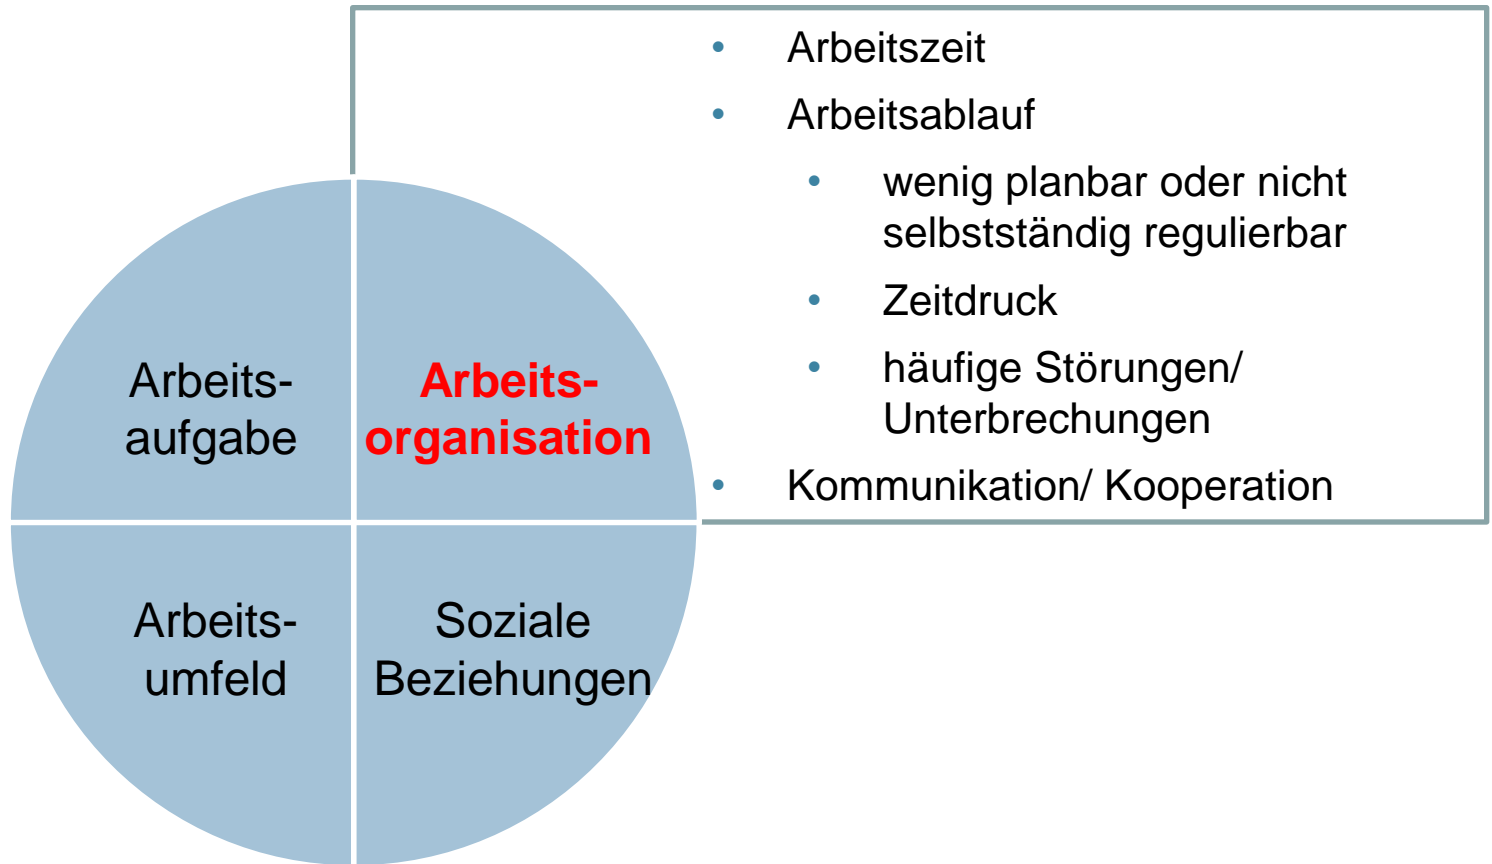 • Arbeitszeit
• Arbeitsablauf
• wenig planbar oder nicht
selbstständig regulierbar
• Zeitdruck
• häufige Störungen/
Unterbrechungen
• Kommunikation/ Kooperation
Arbeits-
aufgabe
Arbeits-
organisation
Arbeits-
umfeld
Soziale
Beziehungen